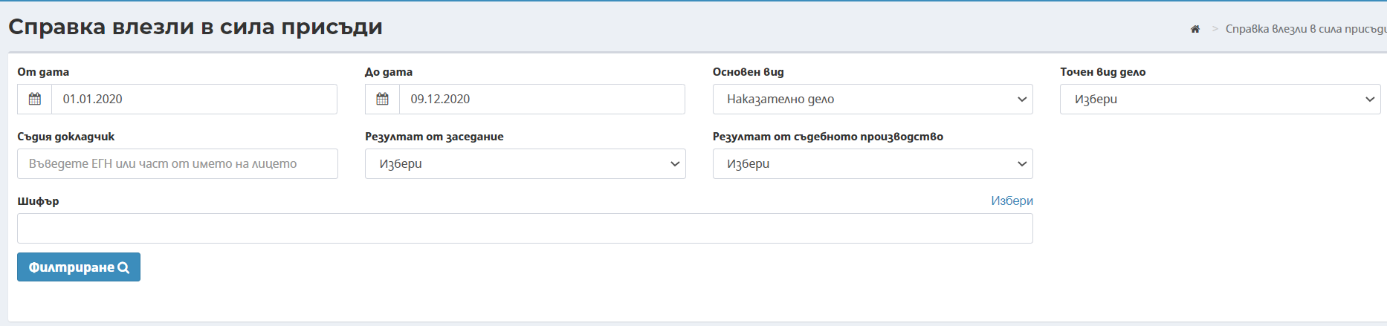 Справка влезли в сила присъди
> Справка влезли в сила присъди
От дата До дата Основен вид Точен вид дело
01.01.2020 09.12.2020 Наказателно дело Избери
Съдия докладчик Резултат от заседание Резултат от съдебното производство
Въведете ЕГН или част от името на лицето Избери Избери
Шифър Избери
Филтриране